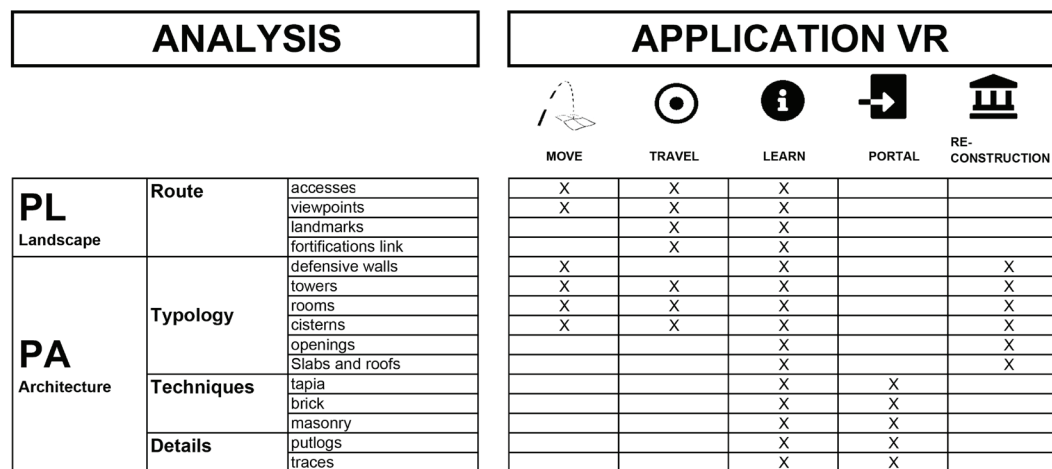 ANALYSIS APPLICATION VR
MOVE TRAVEL LEARN PORTAL RE-
CONSTRUCTION
PL
Landscape
Route
accesses X X X
viewpoints X X X
landmarks X X
fortifications link X X
PA
Architecture
Typology
defensive walls X X X
towers X X X X
rooms X X X X
cisterns X X X X
openings X X
Slabs and roofs X X
Techniques
tapia X X
brick X X
masonry X X
Details
putlogs X X
traces X X